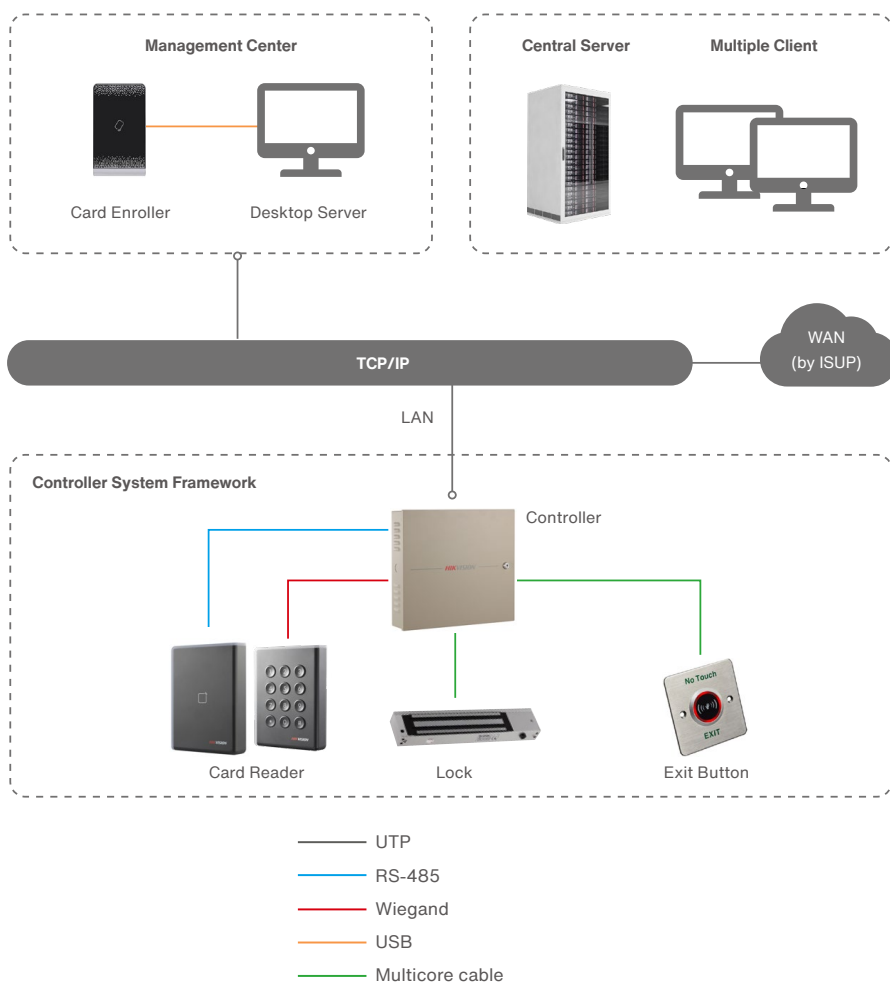 Management Center
Card Enroller
Desktop Server
Central Server
Multiple Client
TCP/IP
WAN
(by ISUP)
LAN
Controller System Framework
Controller
HIKVISION
No Touch
EXIT
Card Reader
Lock
Exit Button
UTP
RS-485
Wiegand
USB
Multicore cable